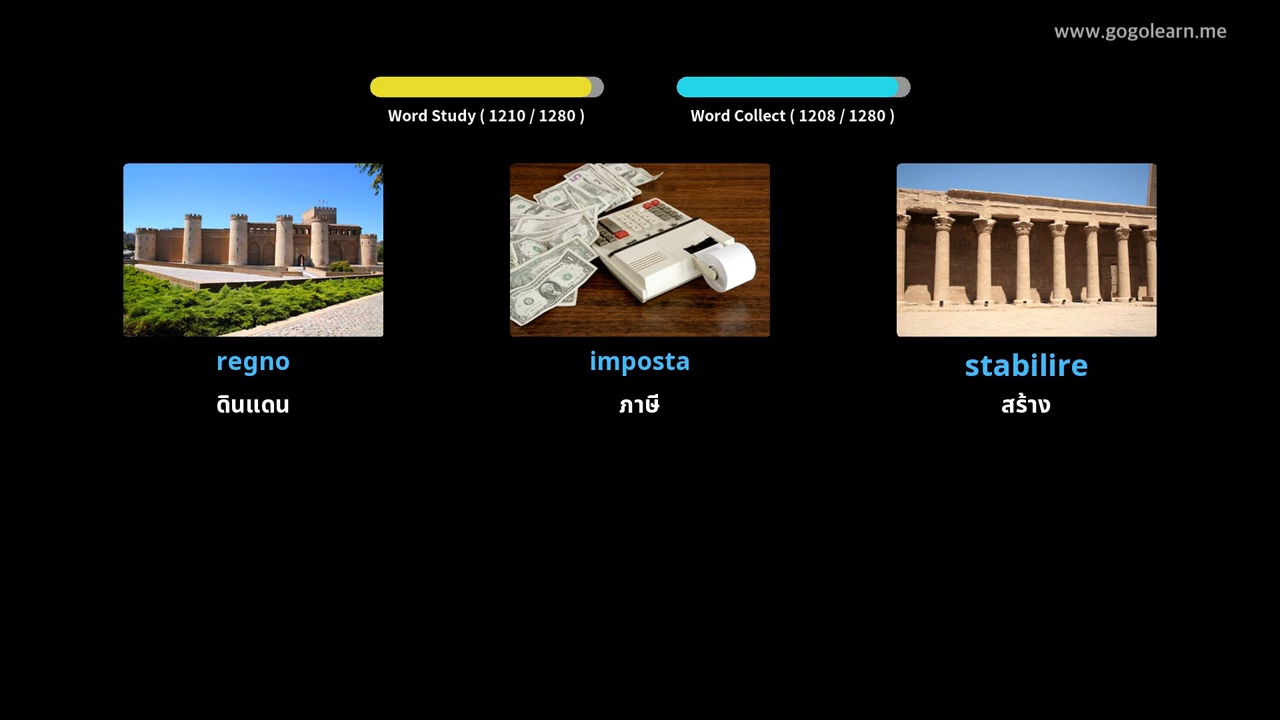 www.gogolearn.me
Word Study ( 1210 / 1280 )
Word Collect ( 1208 / 1280 )
regno
imposta
stabilire
ดินแดน
ภาษี
สร้าง